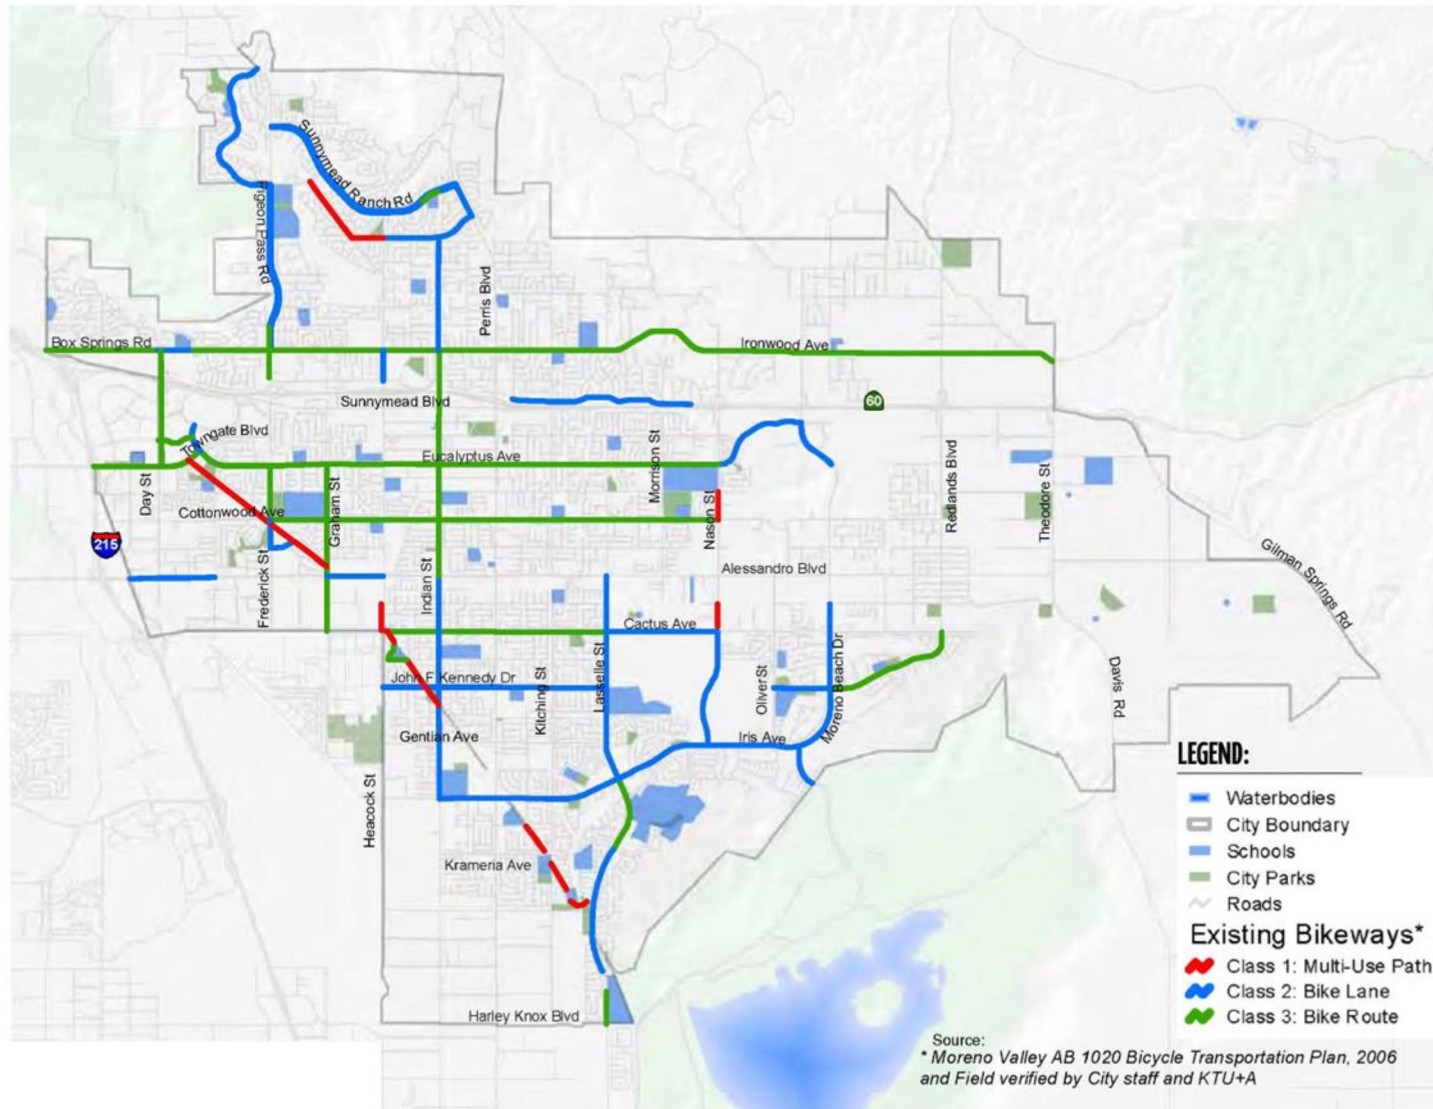 Sunnymead Ranch Rd
Pigeon Pass Rd
Perris Blvd
Box Springs Rd
Ironwood Ave
Sunnymead Blvd
60
Towngate Blvd
Eucalyptus Ave
Morrison St
Redlands Blvd
Theodore St
Day St
Graham St
Cottonwood Ave
Nason St
215
Frederick St
Indian St
Alessandro Blvd
Gilman Springs Rd
Cactus Ave
John F Kennedy Dr
Kitching St
Lasselle St
Oliver St
Moreno Beach Dr
Davis Rd
Gentian Ave
Iris Ave
Heacock St
Krameria Ave
Harley Knox Blvd
LEGEND:
Waterbodies
City Boundary
Schools
City Parks
Roads
Existing Bikeways*
Class 1: Multi-Use Path
Class 2: Bike Lane
Class 3: Bike Route
Source:
* Moreno Valley AB 1020 Bicycle Transportation Plan, 2006
and Field verified by City staff and KTU+A